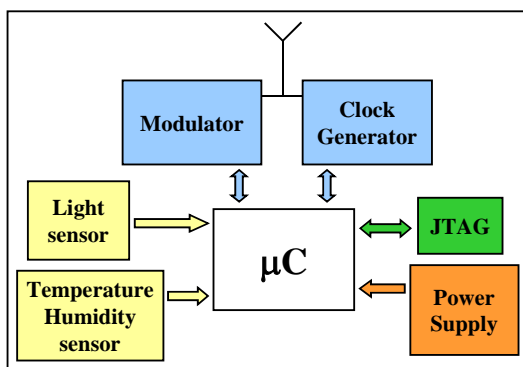 Modulator
Clock
Generator
Light
sensor
μC
JTAG
Temperature
Humidity
sensor
Power
Supply